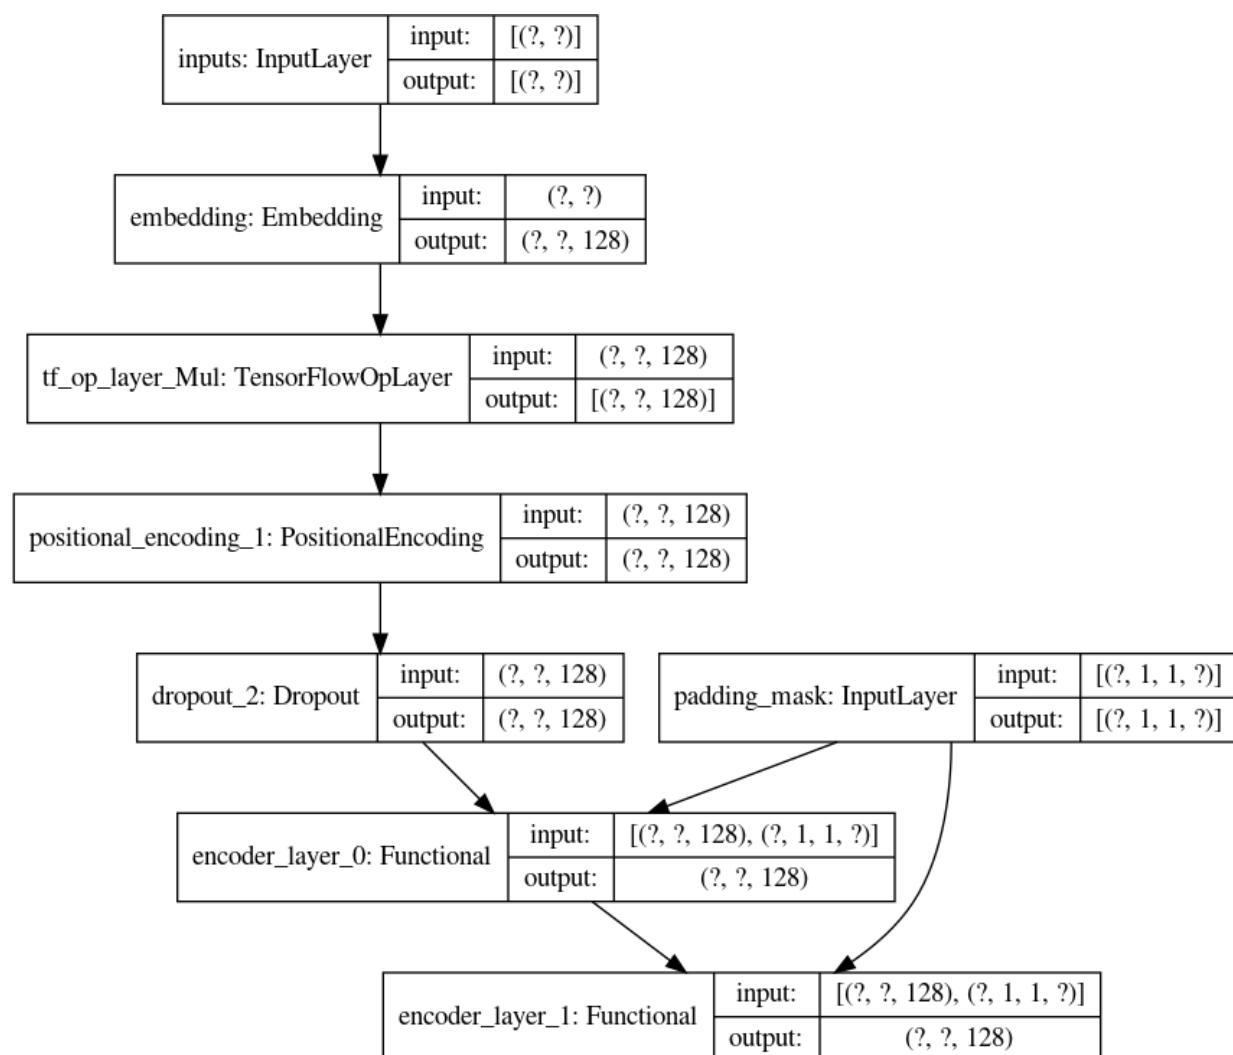 inputs: InputLayer
input: [(?, ?)]
output: [(?, ?)]
embedding: Embedding
input: (?, ?)
output: (?, ?, 128)
tf_op_layer_Mul: TensorFlowOpLayer
input: (?, ?, 128)
output: [(?, ?, 128)]
positional_encoding_1: PositionalEncoding
input: (?, ?, 128)
output: (?, ?, 128)
dropout_2: Dropout
input: (?, ?, 128)
output: (?, ?, 128)
padding_mask: InputLayer
input: [(?, 1, 1, ?)]
output: [(?, 1, 1, ?)]
encoder_layer_0: Functional
input: [(?, ?, 128), (?, 1, 1, ?)]
output: (?, ?, 128)
encoder_layer_1: Functional
input: [(?, ?, 128), (?, 1, 1, ?)]
output: (?, ?, 128)